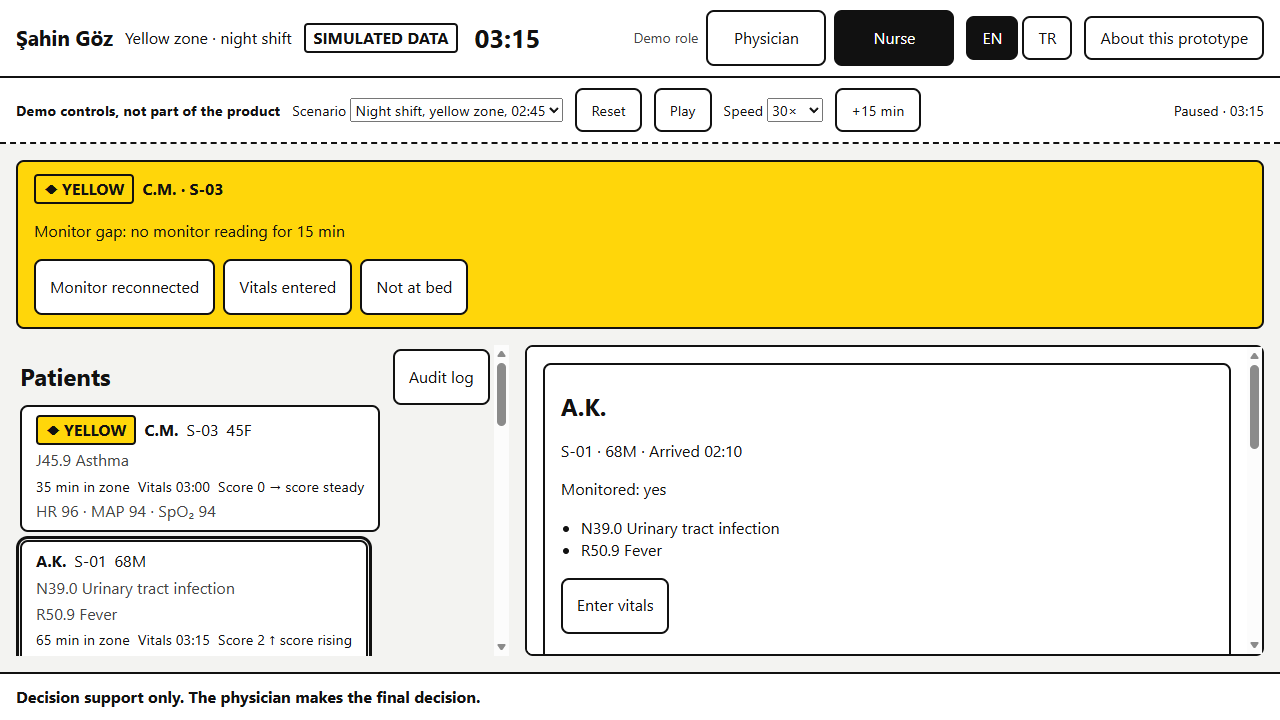 Şahin Göz Yellow zone · night shift SIMULATED DATA 03:15 Demo role Physician Nurse EN TR About this prototype
Demo controls, not part of the product Scenario Night shift, yellow zone, 02:45 Reset Play Speed 30× +15 min Paused · 03:15
◆ YELLOW C.M. · S-03
Monitor gap: no monitor reading for 15 min
Monitor reconnected Vitals entered Not at bed
Patients Audit log
◆ YELLOW C.M. S-03 45F
J45.9 Asthma
35 min in zone Vitals 03:00 Score 0 → score steady
HR 96 · MAP 94 · SpO₂ 94
A.K. S-01 68M
N39.0 Urinary tract infection
R50.9 Fever
65 min in zone Vitals 03:15 Score 2 ↑ score rising
A.K.
S-01 · 68M · Arrived 02:10
Monitored: yes
• N39.0 Urinary tract infection
• R50.9 Fever
Enter vitals
Decision support only. The physician makes the final decision.